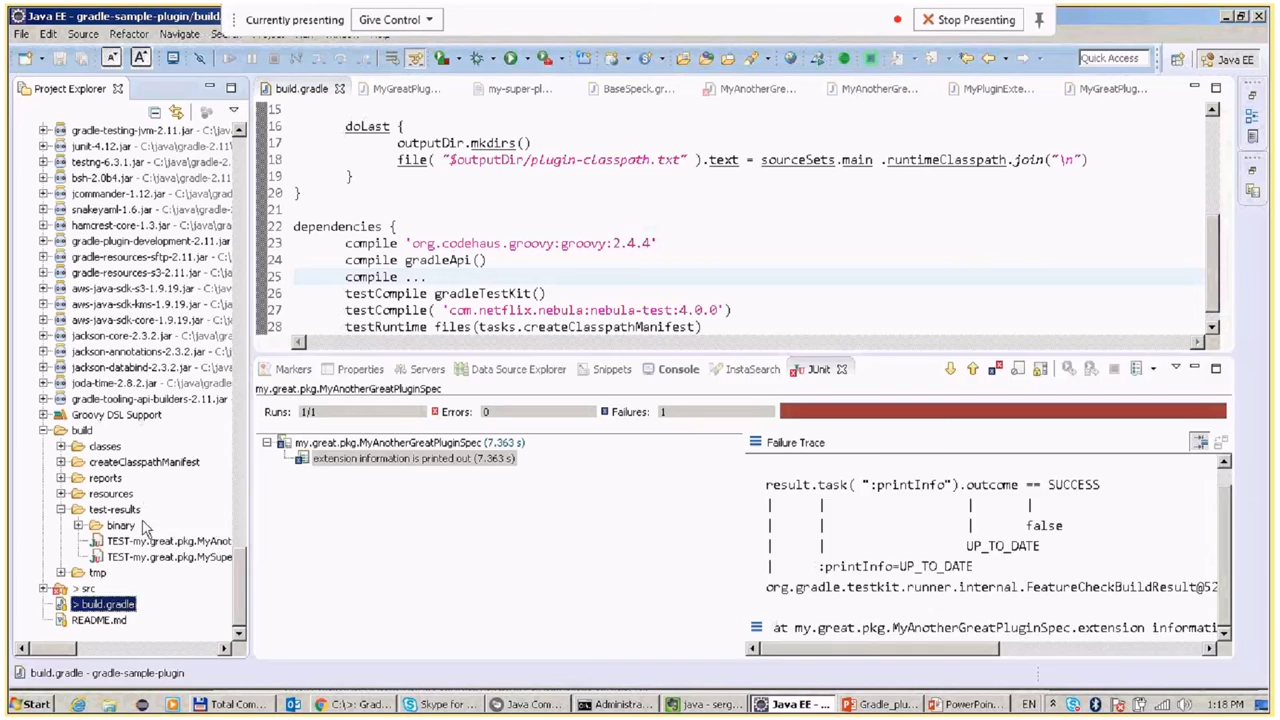 Java EE - gradle-sample-plugin/build.
Currently presenting
Give Control
Stop Presenting
File Edit Source Refactor Navigate
Quick Access
Java EE
Project Explorer
build.gradle
MyGreatPlug...
my-super-pl...
BaseSpeck.gr...
MyAnotherGre...
MyAnotherGre...
MyPluginExte...
MyGreatPlug...
gradle-testing-jvm-2.11.jar - C:\java\
junit-4.12.jar - C:\java\gradle-2
testng-6.3.1.jar - C:\java\gradle-
bsh-2.0b4.jar - C:\java\gradle-2
jcommander-1.12.jar - C:\java\g
snakeyaml-1.6.jar - C:\java\grad
hamcrest-core-1.3.jar - C:\java\
gradle-plugin-development-2.11.jar
gradle-resources-sftp-2.11.jar -
gradle-resources-s3-2.11.jar - C:
aws-java-sdk-s3-1.9.19.jar - C:\j
aws-java-sdk-kms-1.9.19.jar - C:
aws-java-sdk-core-1.9.19.jar - C
jackson-core-2.3.2.jar - C:\java\
jackson-annotations-2.3.2.jar -
jackson-databind-2.3.2.jar - C:\
joda-time-2.8.2.jar - C:\java\gra
gradle-tooling-api-builders-2.11.jar
Groovy DSL Support
build
classes
createClasspathManifest
reports
resources
test-results
binary
TEST-my.great.pkg.MyAnot
TEST-my.great.pkg.MySupe
tmp
> src
> build.gradle
README.md
15
16 doLast {
17 outputDir.mkdirs()
18 file( "$outputDir/plugin-classpath.txt" ).text = sourceSets.main .runtimeClasspath.join("\n")
19 }
20 }
21
22 dependencies {
23 compile 'org.codehaus.groovy:groovy:2.4.4'
24 compile gradleApi()
25 compile ...
26 testCompile gradleTestKit()
27 testCompile( 'com.netflix.nebula:nebula-test:4.0.0')
28 testRuntime files(tasks.createClasspathManifest)
Markers Properties Servers Data Source Explorer Snippets Console InstaSearch JUnit
my.great.pkg.MyAnotherGreatPluginSpec
Runs: 1/1 Errors: 0 Failures: 1
my.great.pkg.MyAnotherGreatPluginSpec (7.363 s)
extension information is printed out (7.363 s)
Failure Trace
result.task( ":printInfo").outcome == SUCCESS
| | | |
| | | false
| | UP_TO_DATE
| :printInfo=UP_TO_DATE
org.gradle.testkit.runner.internal.FeatureCheckBuildResult@52
at my.great.pkg.MyAnotherGreatPluginSpec.extension informati
build.gradle - gradle-sample-plugin
Start
Total Com...
C:\>: Grad...
Skype for ...
Java Com...
Administra...
java - serg...
Java EE - ...
Gradle_plu...
PowerPoin...
EN
1:18 PM